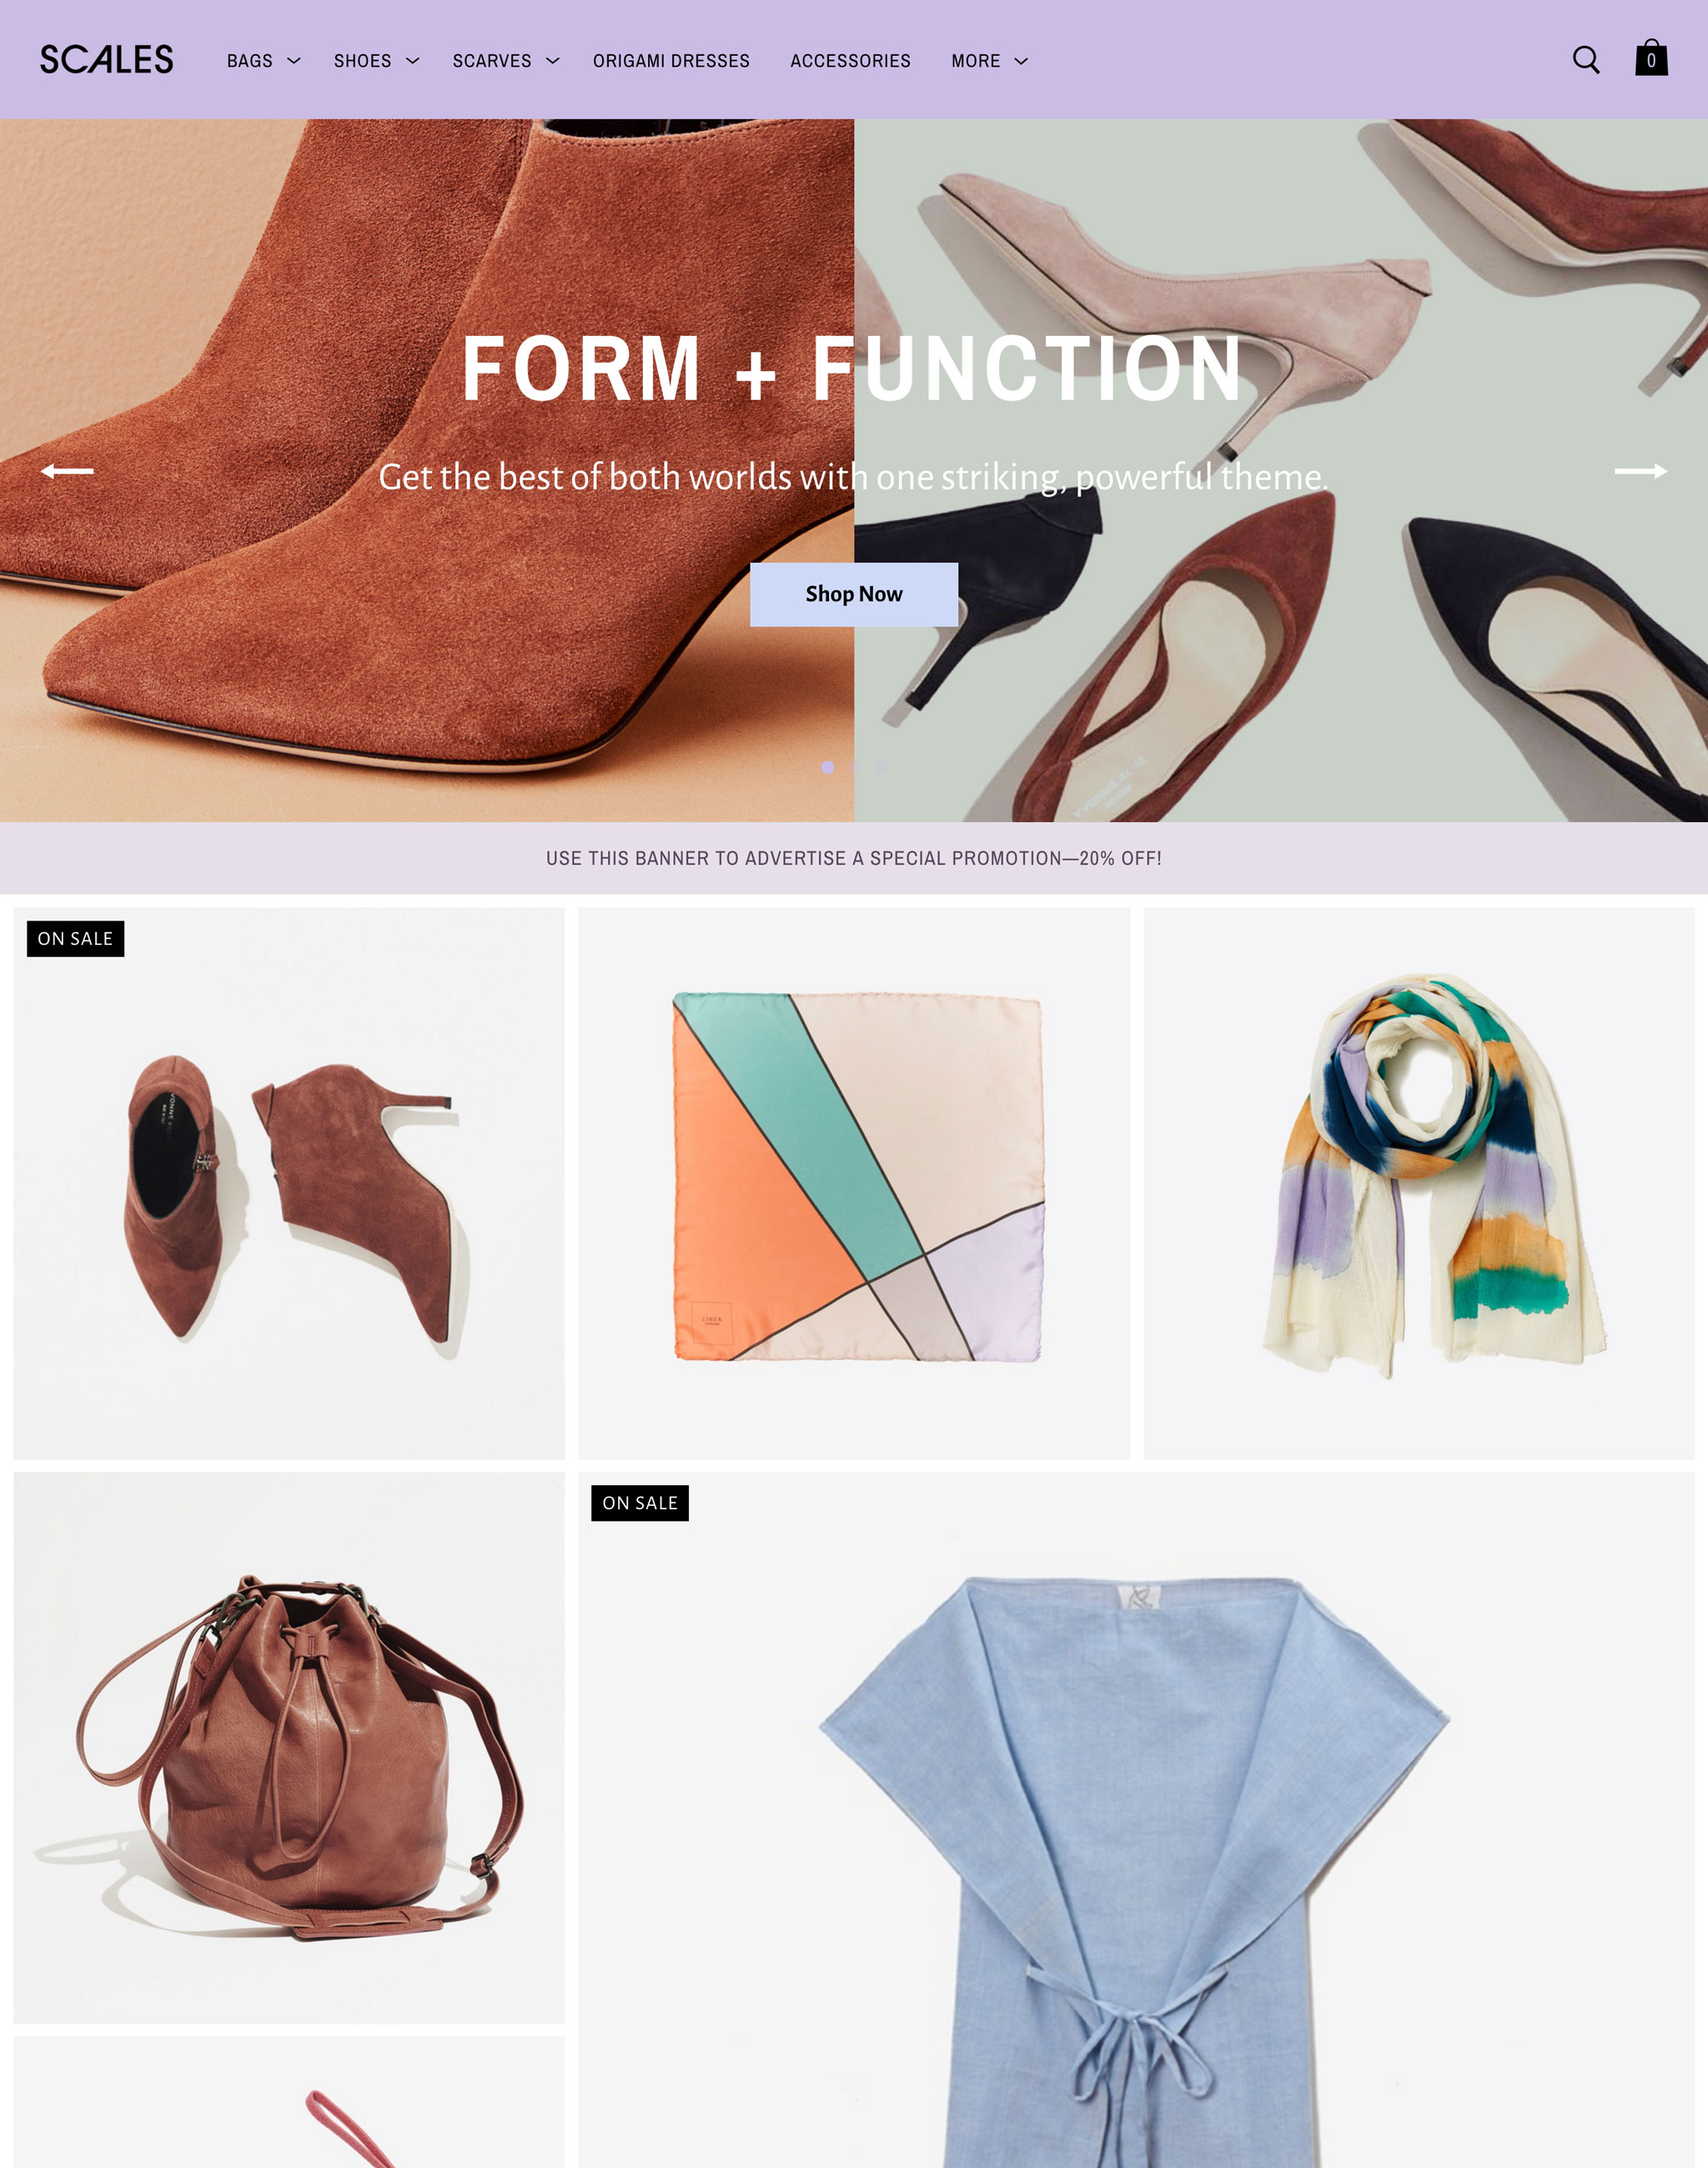 SCALES
BAGS
SHOES
SCARVES
ORIGAMI DRESSES
ACCESSORIES
MORE
0
FORM + FUNCTION
Get the best of both worlds with one striking, powerful theme.
Shop Now
USE THIS BANNER TO ADVERTISE A SPECIAL PROMOTION—20% OFF!
ON SALE
LINEA
ON SALE